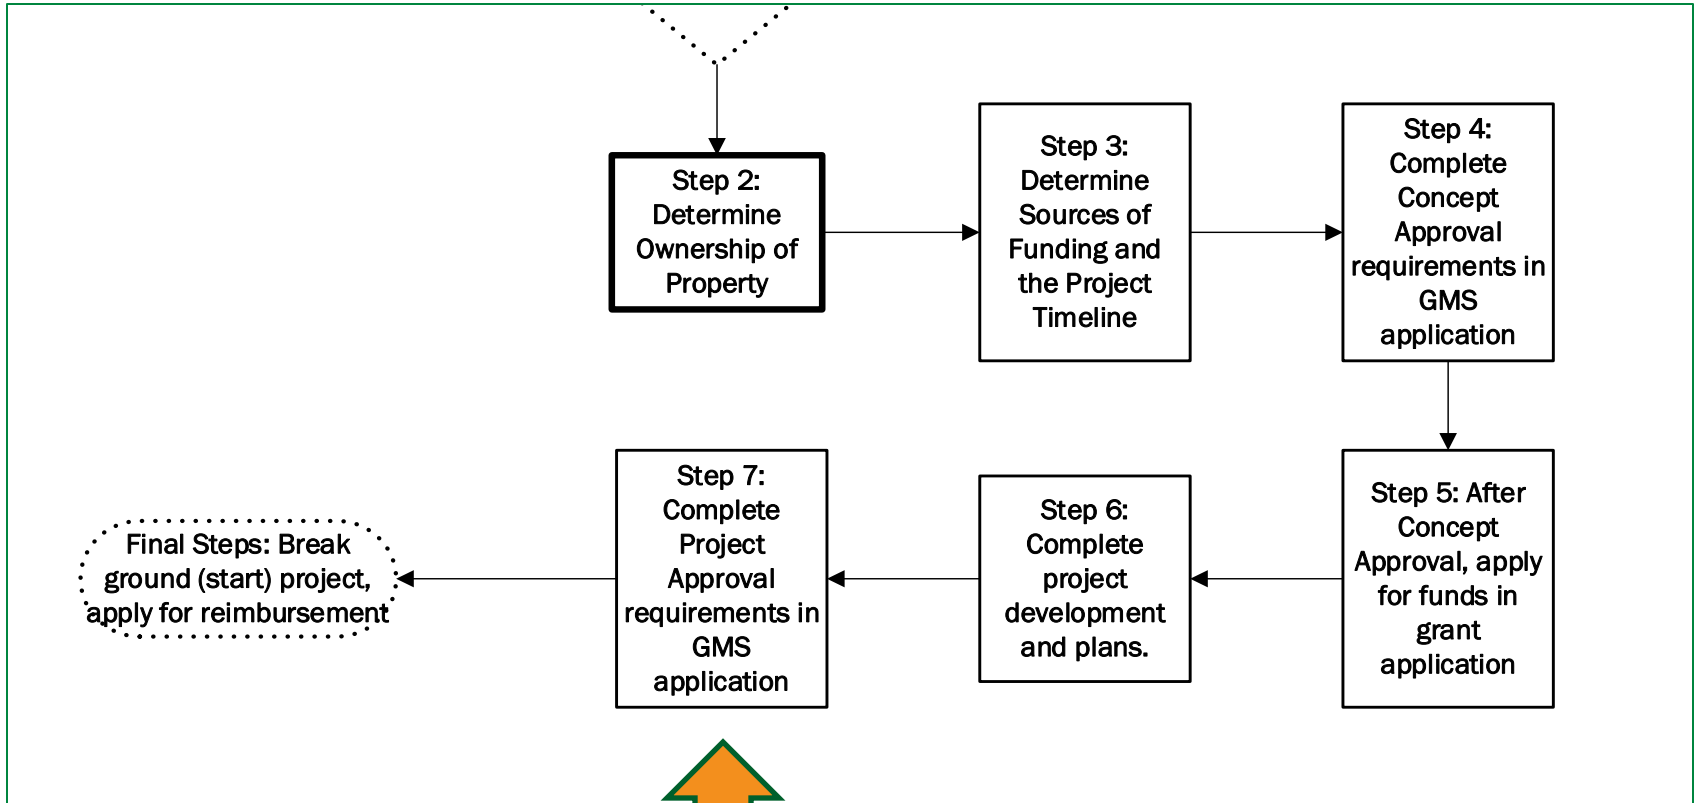 Step 2:
Determine
Ownership of
Property
Step 3:
Determine
Sources of
Funding and
the Project
Timeline
Step 4:
Complete
Concept
Approval
requirements in
GMS
application
Step 5: After
Concept
Approval, apply
for funds in
grant
application
Step 6:
Complete
project
development
and plans.
Step 7:
Complete
Project
Approval
requirements in
GMS
application
Final Steps: Break
ground (start) project,
apply for reimbursement